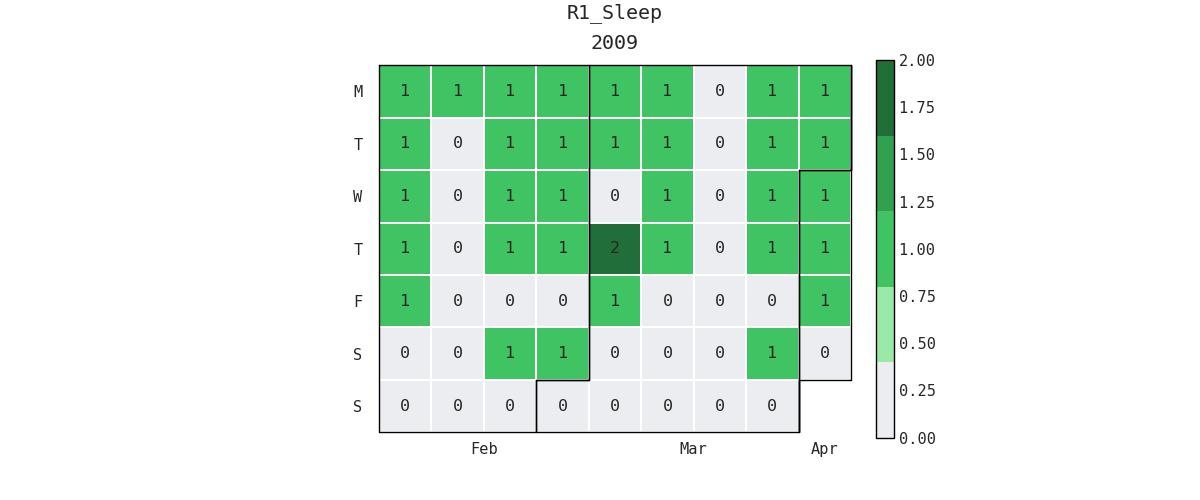 R1_Sleep
2009
M 1 1 1 1 1 1 0 1 1
T 1 0 1 1 1 1 0 1 1
W 1 0 1 1 0 1 0 1 1
T 1 0 1 1 2 1 0 1 1
F 1 0 0 0 1 0 0 0 1
S 0 0 1 1 0 0 0 1 0
S 0 0 0 0 0 0 0 0
Feb Mar Apr
2.00
1.75
1.50
1.25
1.00
0.75
0.50
0.25
0.00